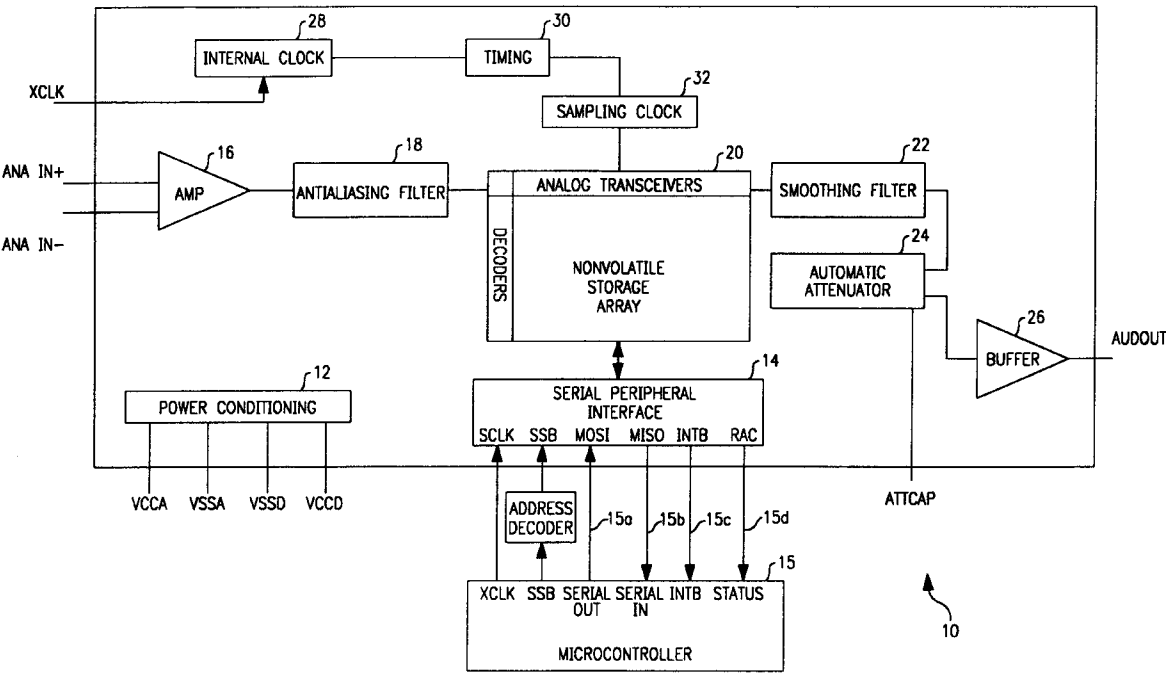 28
30
INTERNAL CLOCK
TIMING
32
XCLK
SAMPLING CLOCK
16
18
20
22
ANA IN+
AMP
ANTIALIASING FILTER
ANALOG TRANSCEIVERS
SMOOTHING FILTER
ANA IN-
DECODERS
24
NONVOLATILE
STORAGE
ARRAY
AUTOMATIC
ATTENUATOR
26
BUFFER
AUDOUT
12
POWER CONDITIONING
14
SERIAL PERIPHERAL
INTERFACE
SCLK SSB MOSI MISO INTB RAC
VCCA VSSA VSSD VCCD
ATTCAP
ADDRESS
DECODER
15a 15b 15c 15d
15
XCLK SSB SERIAL SERIAL INTB STATUS
OUT IN
MICROCONTROLLER
10